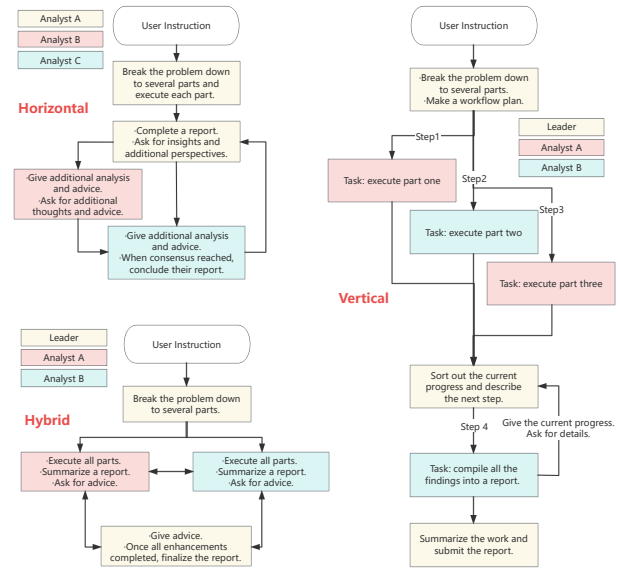 Analyst A
Analyst B
Analyst C
User Instruction
Break the problem down
to several parts and
execute each part.
Horizontal
·Complete a report.
·Ask for insights and
additional perspectives.
·Give additional analysis
and advice.
·Ask for additional
thoughts and advice.
·Give additional analysis
and advice.
·When consensus reached,
conclude their report.
User Instruction
·Break the problem down
to several parts.
·Make a workflow plan.
Leader
Analyst A
Analyst B
Step1
Task: execute part one
Step2
Step3
Task: execute part two
Task: execute part three
Vertical
Sort out the current
progress and describe
the next step.
Step 4
Give the current progress.
Ask for details.
Task: compile all the
findings into a report.
Summarize the work and
submit the report.
Leader
Analyst A
Analyst B
User Instruction
Hybrid
Break the problem down
to several parts.
·Execute all parts.
·Summarize a report.
·Ask for advice.
·Execute all parts.
·Summarize a report.
·Ask for advice.
·Give advice.
·Once all enhancements
completed, finalize the report.